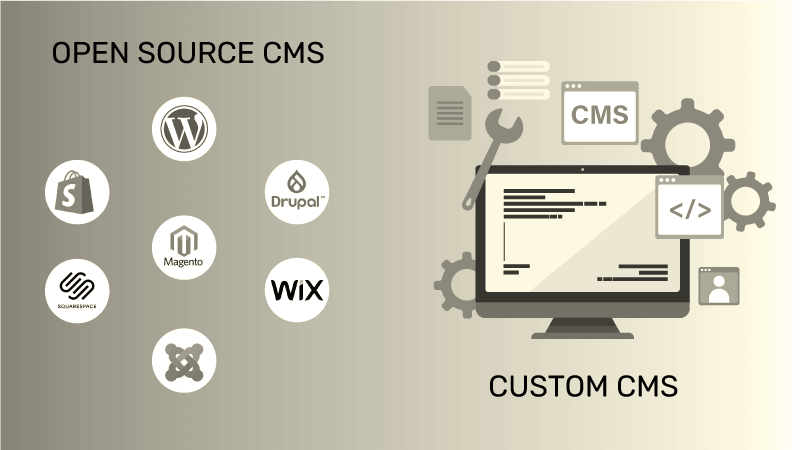 OPEN SOURCE CMS
W
S
Drupal™
Magento
SQUARESPACE
WiX
CMS
</>
CUSTOM CMS